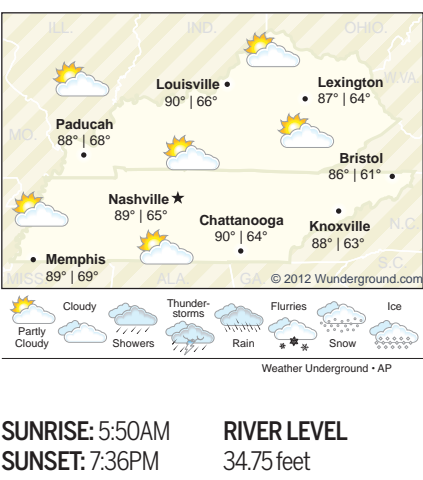 ILL.
IND.
OHIO
W.VA.
Louisville
90° | 66°
Lexington
87° | 64°
MO.
Paducah
88° | 68°
Bristol
86° | 61°
Nashville
89° | 65°
Chattanooga
90° | 64°
Knoxville
88° | 63°
N.C.
Memphis
89° | 69°
S.C.
MISS.
ALA.
GA.
© 2012 Wunderground.com
Partly
Cloudy
Cloudy
Showers
Thunder-
storms
Rain
Flurries
Snow
Ice
Weather Underground • AP
SUNRISE: 5:50AM
SUNSET: 7:36PM
RIVER LEVEL
34.75 feet